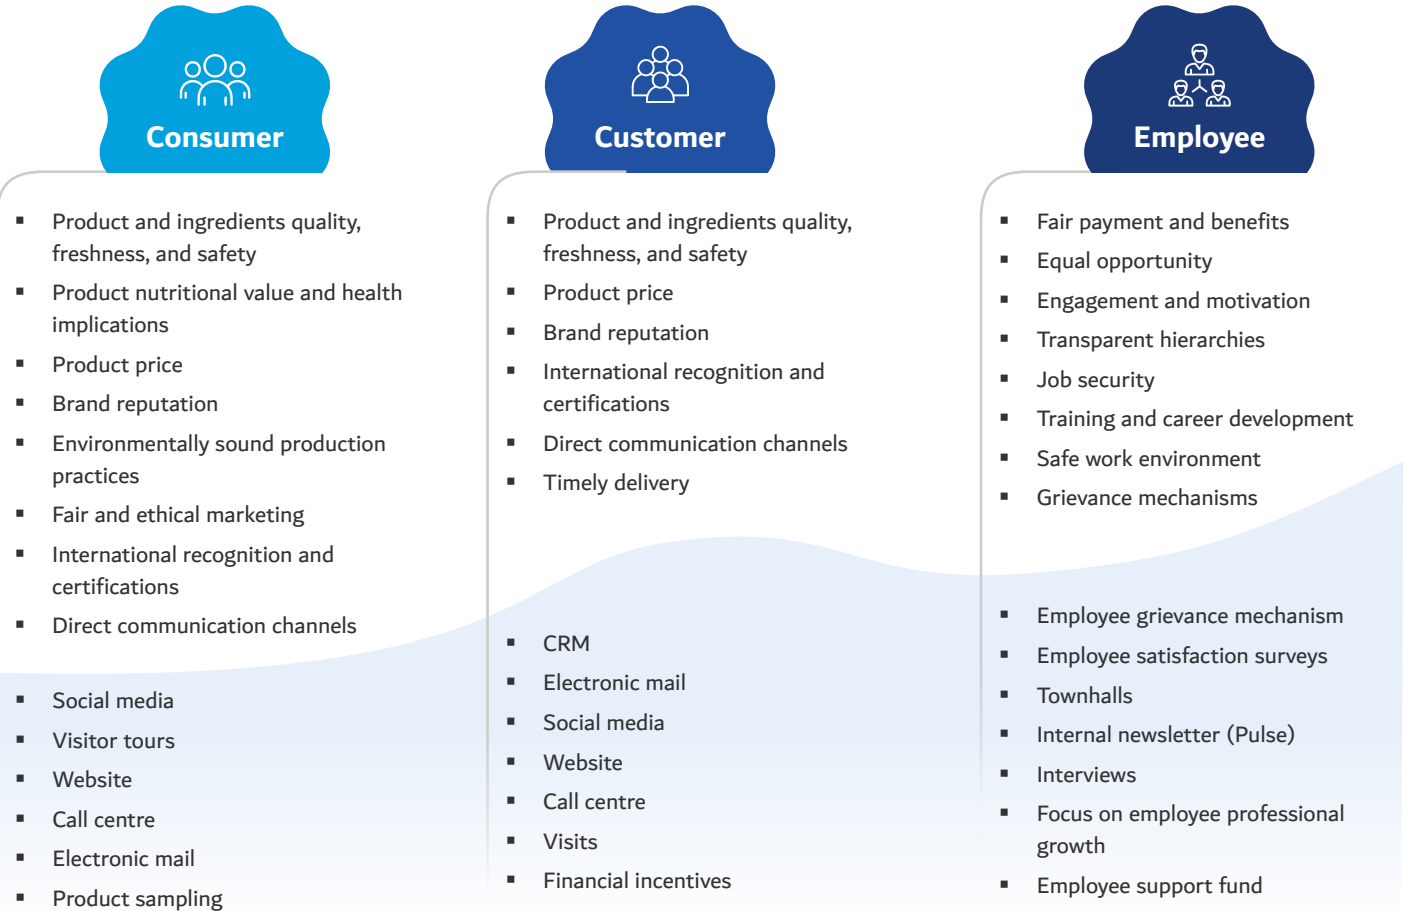 Consumer
Product and ingredients quality,
freshness, and safety
Product nutritional value and health
implications
Product price
Brand reputation
Environmentally sound production
practices
Fair and ethical marketing
International recognition and
certifications
Direct communication channels
Social media
Visitor tours
Website
Call centre
Electronic mail
Product sampling
Customer
Product and ingredients quality,
freshness, and safety
Product price
Brand reputation
International recognition and
certifications
Direct communication channels
Timely delivery
CRM
Electronic mail
Social media
Website
Call centre
Visits
Financial incentives
Employee
Fair payment and benefits
Equal opportunity
Engagement and motivation
Transparent hierarchies
Job security
Training and career development
Safe work environment
Grievance mechanisms
Employee grievance mechanism
Employee satisfaction surveys
Townhalls
Internal newsletter (Pulse)
Interviews
Focus on employee professional
growth
Employee support fund